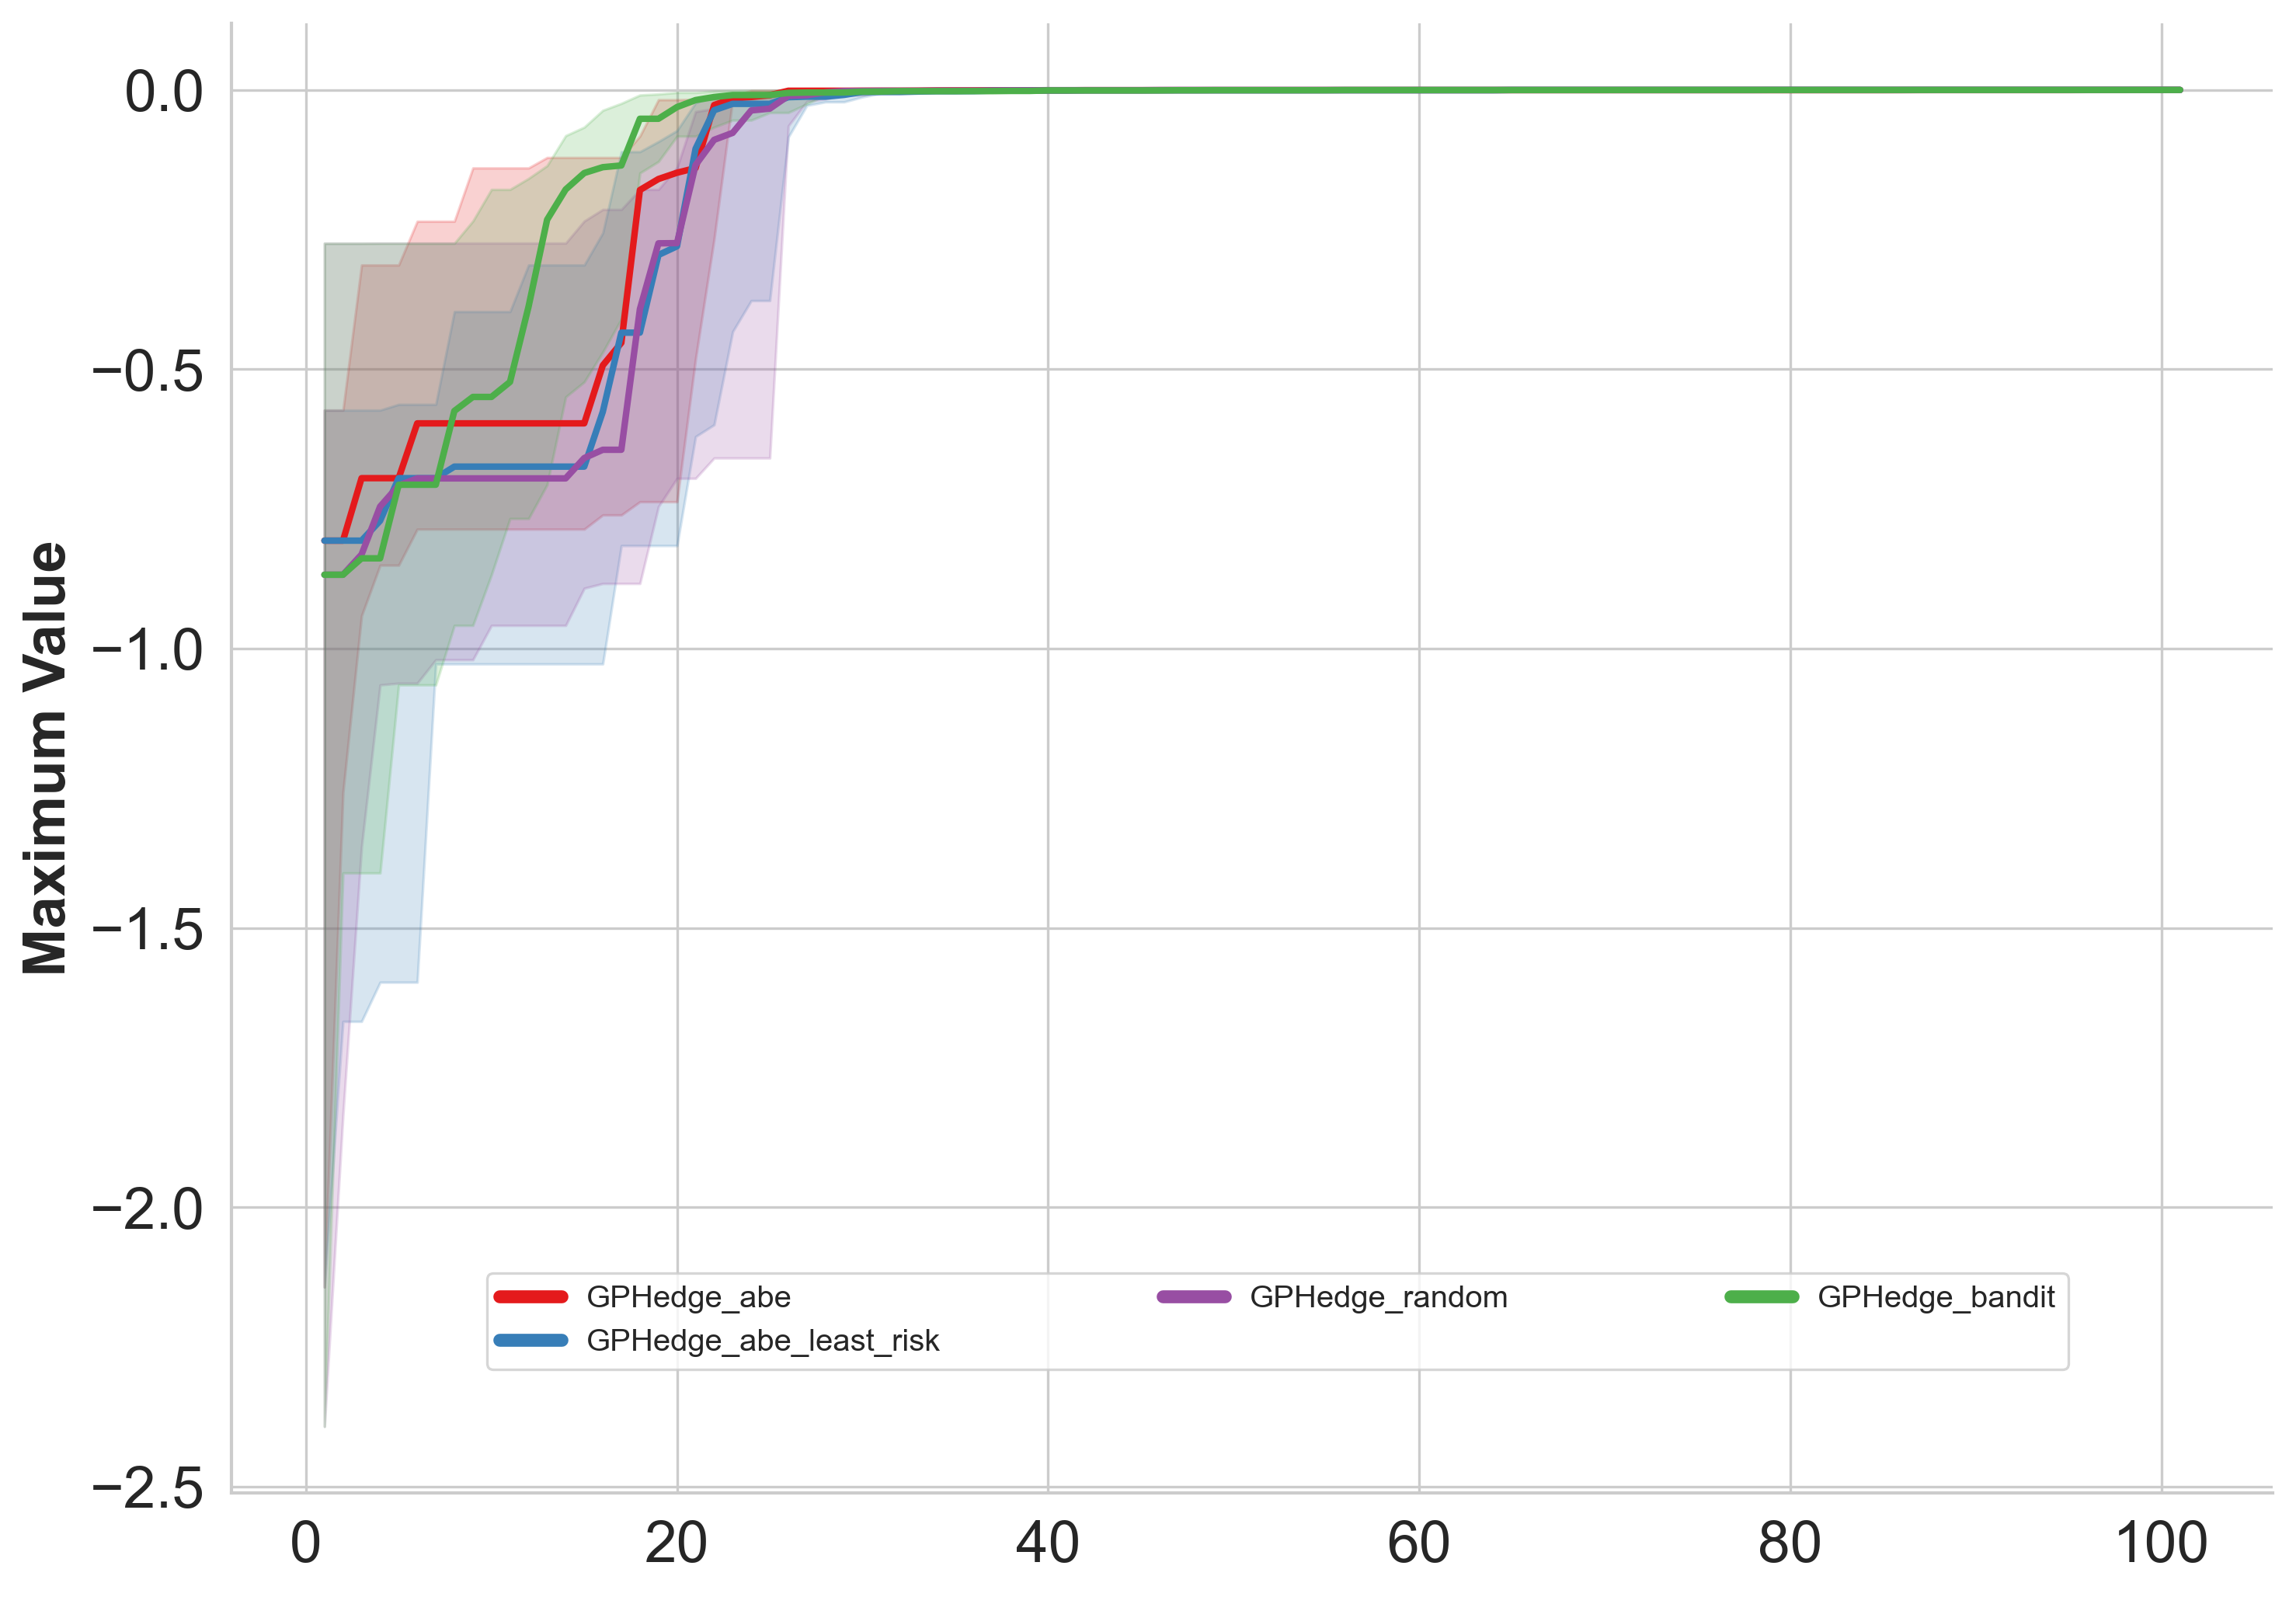 0.0
−0.5
−1.0
−1.5
−2.0
−2.5
Maximum Value
GPHedge_abe
GPHedge_random
GPHedge_bandit
GPHedge_abe_least_risk
0
20
40
60
80
100